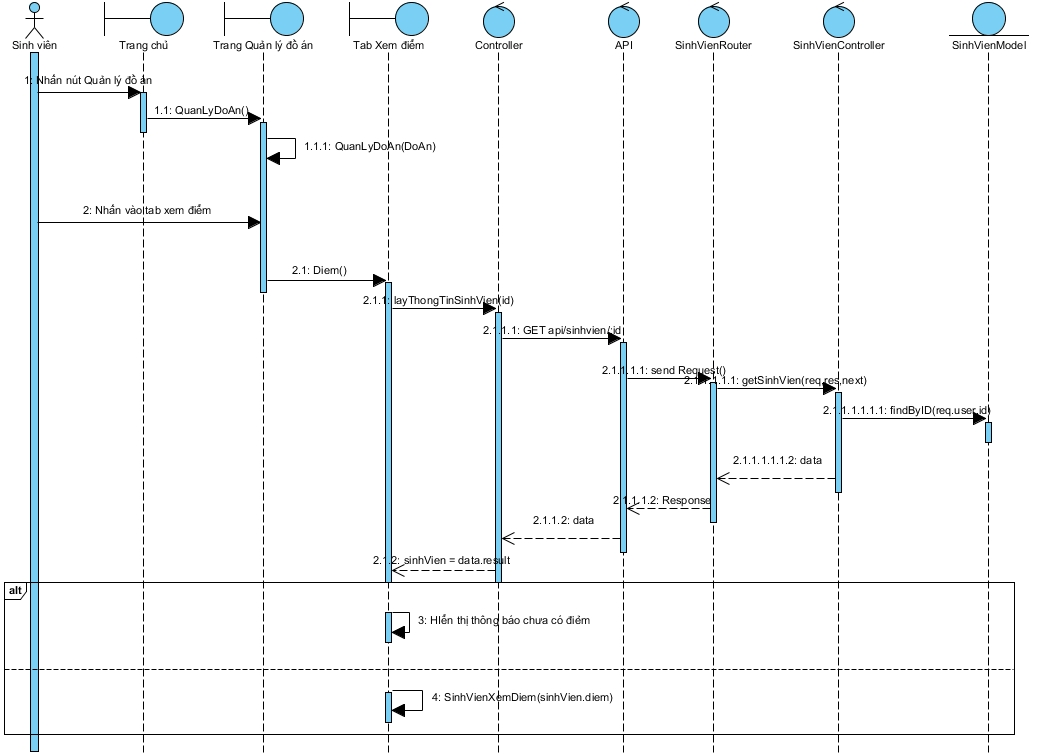 Sinh viên
Trang chủ
Trang Quản lý đồ án
Tab Xem điểm
Controller
API
SinhVienRouter
SinhVienController
SinhVienModel
1: Nhấn nút Quản lý đồ án
1.1: QuanLyDoAn()
1.1.1: QuanLyDoAn(DoAn)
2: Nhấn vào tab xem điểm
2.1: Diem()
2.1.1: layThongTinSinhVien(id)
2.1.1.1: GET api/sinhvien/:id
2.1.1.1.1: send Request()
2.1.1.1.1.1: getSinhVien(req,res,next)
2.1.1.1.1.1.1: findByID(req.user.id)
2.1.1.1.1.1.2: data
2.1.1.1.2: Response
2.1.1.2: data
2.1.2: sinhVien = data.result
alt
3: HIển thị thông báo chưa có điểm
4: SinhVienXemDiem(sinhVien.diem)